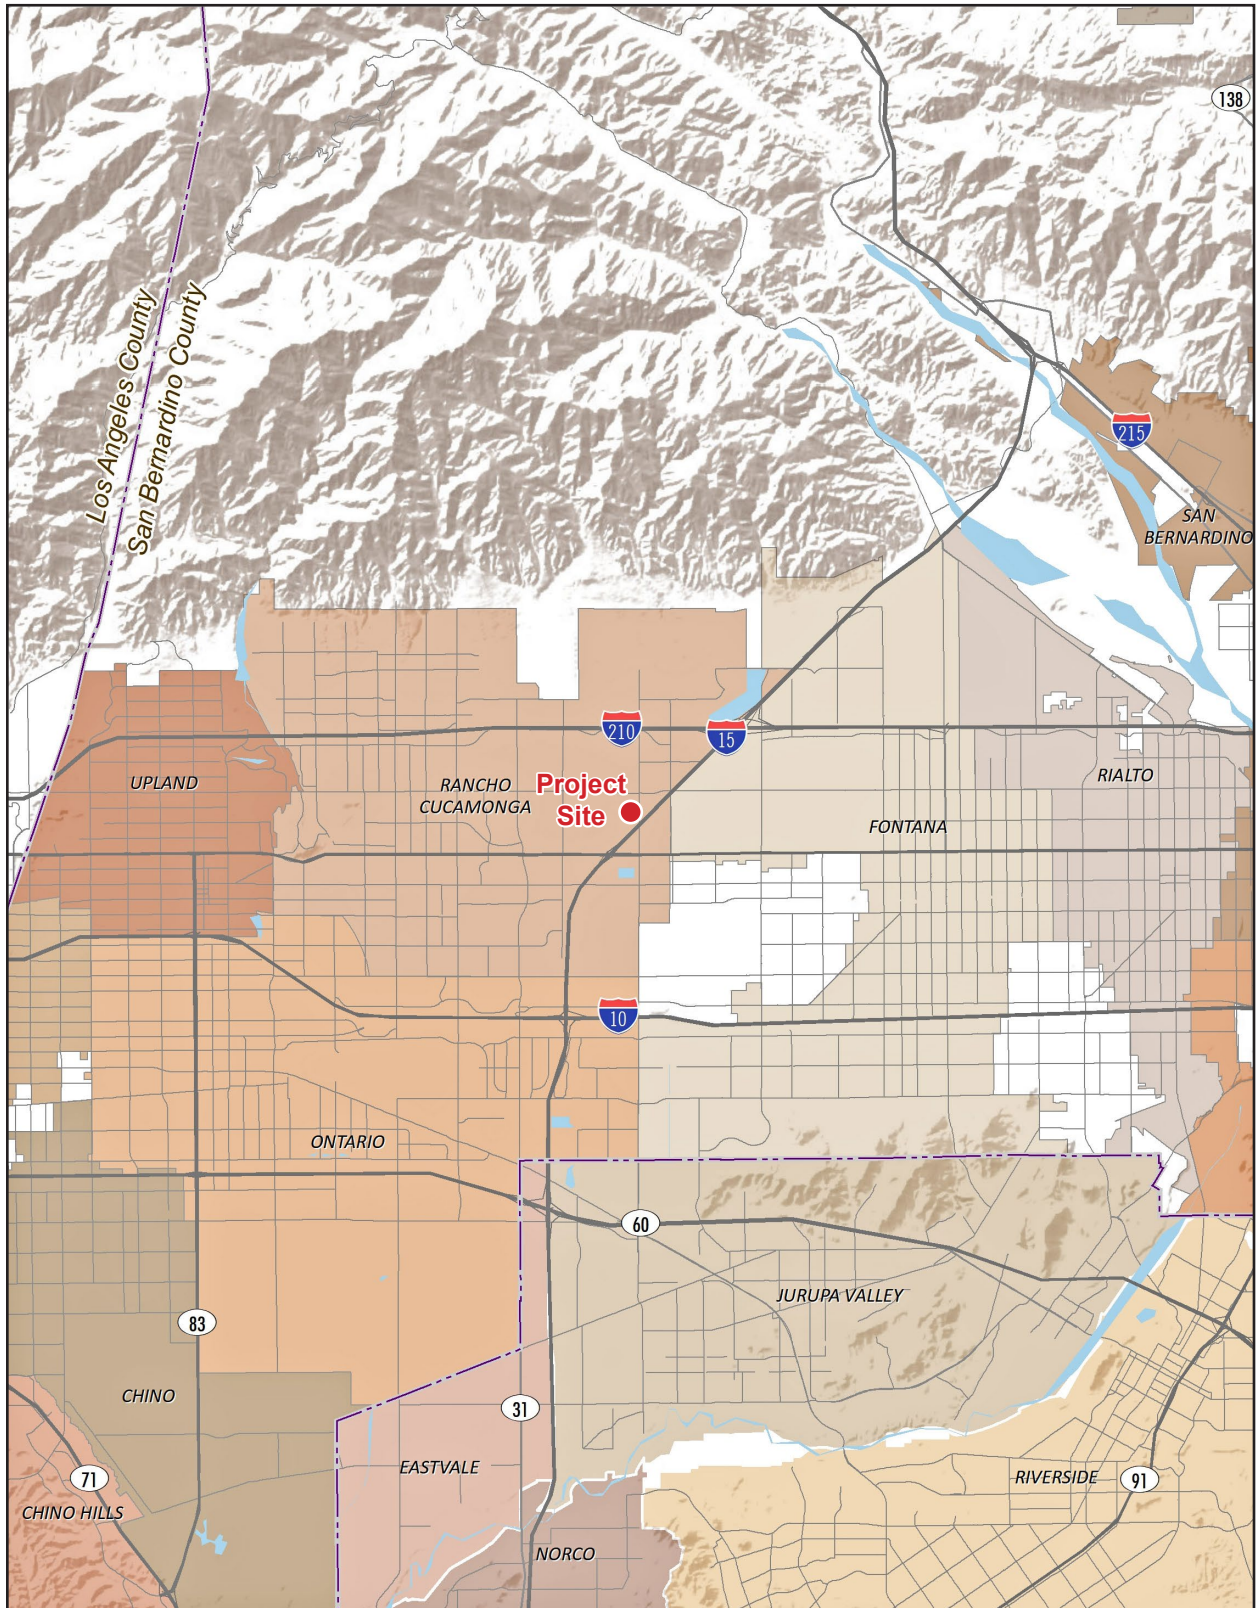 138
Los Angeles County
San Bernardino County
215
SAN
BERNARDINO
210
15
UPLAND
RANCHO
CUCAMONGA
Project
Site
RIALTO
FONTANA
10
ONTARIO
60
JURUPA VALLEY
83
CHINO
31
EASTVALE
71
CHINO HILLS
RIVERSIDE
91
NORCO